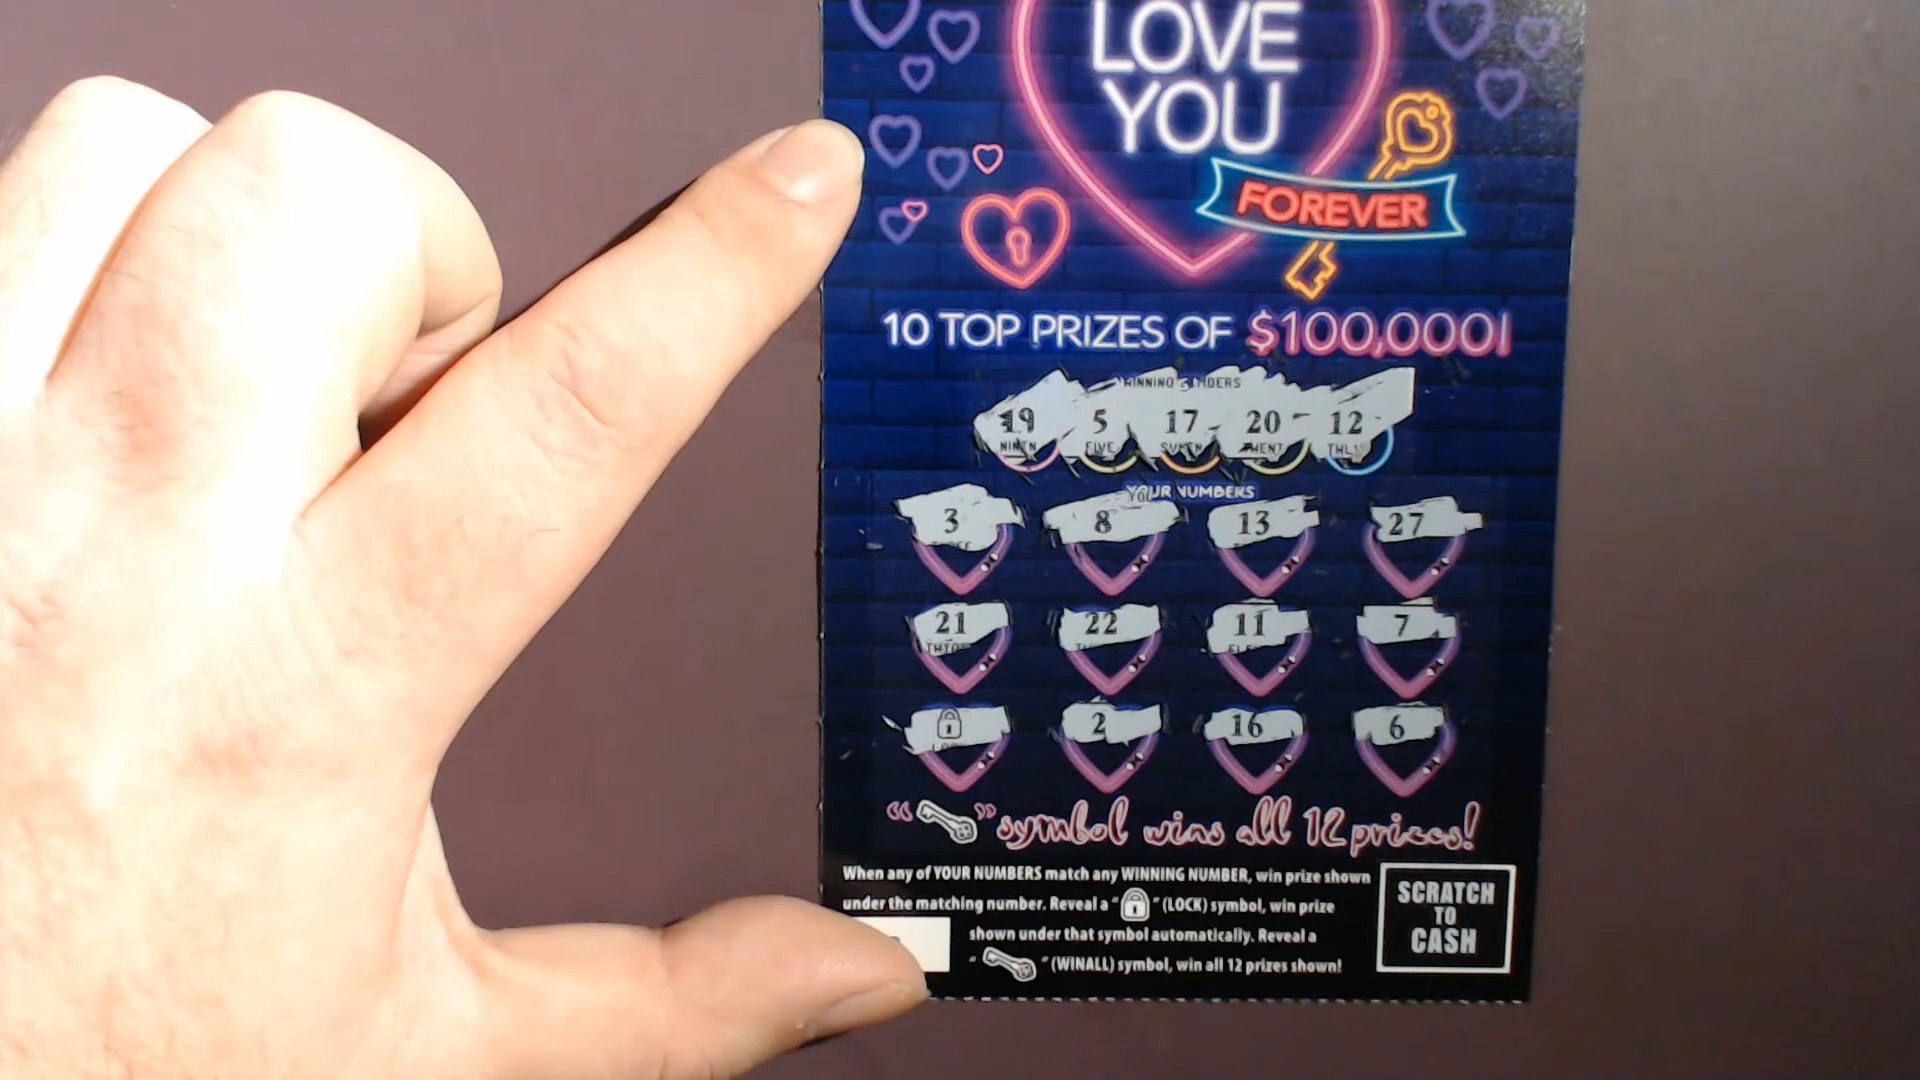 LOVE
YOU
FOREVER
10 TOP PRIZES OF $100,000!
19 5 17 20 12
FIVE
YOUR NUMBERS
3 8 13 27
21 22 11 7
2 16 6
“ ” symbol wins all 12 prizes!
When any of YOUR NUMBERS match any WINNING NUMBER, win prize shown
under the matching number. Reveal a “ ” (LOCK) symbol, win prize
shown under that symbol automatically. Reveal a
“ ” (WINALL) symbol, win all 12 prizes shown!
SCRATCH
TO
CASH